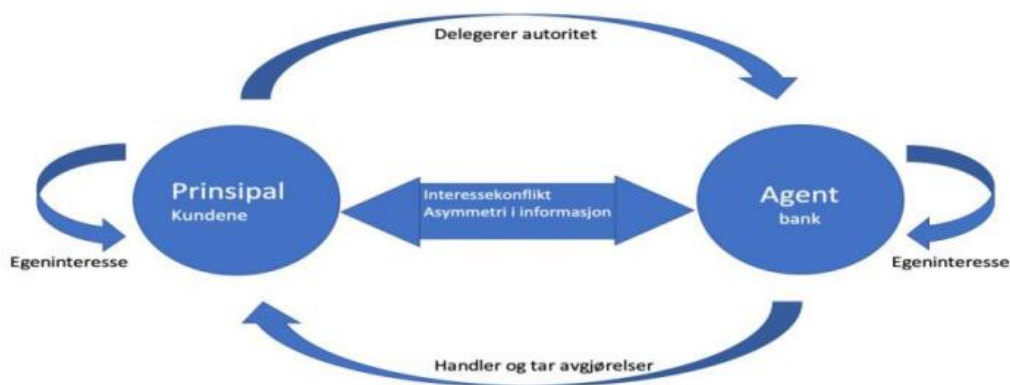 Delegerer autoritet
Prinsipal
Kundene
Interessekonflikt
Asymmetri i informasjon
Agent
bank
Egeninteresse
Egeninteresse
Handler og tar avgjørelser